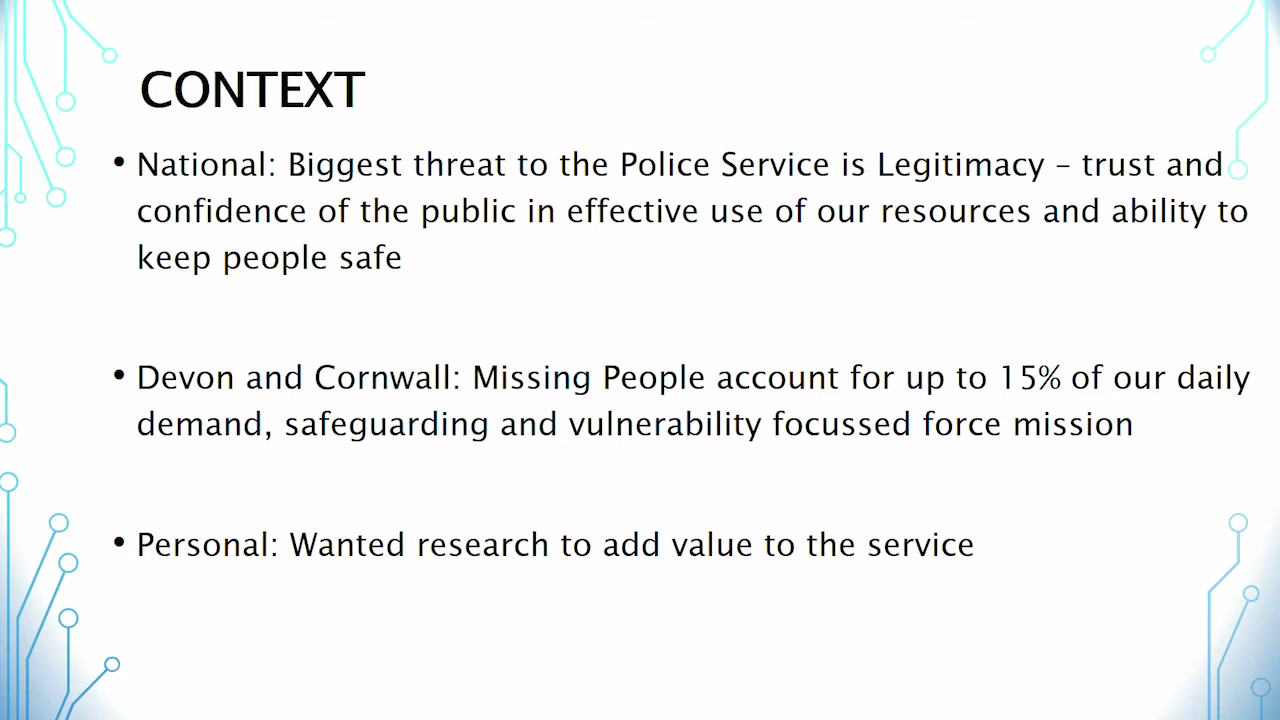 CONTEXT
• National: Biggest threat to the Police Service is Legitimacy – trust and
confidence of the public in effective use of our resources and ability to
keep people safe
• Devon and Cornwall: Missing People account for up to 15% of our daily
demand, safeguarding and vulnerability focussed force mission
• Personal: Wanted research to add value to the service